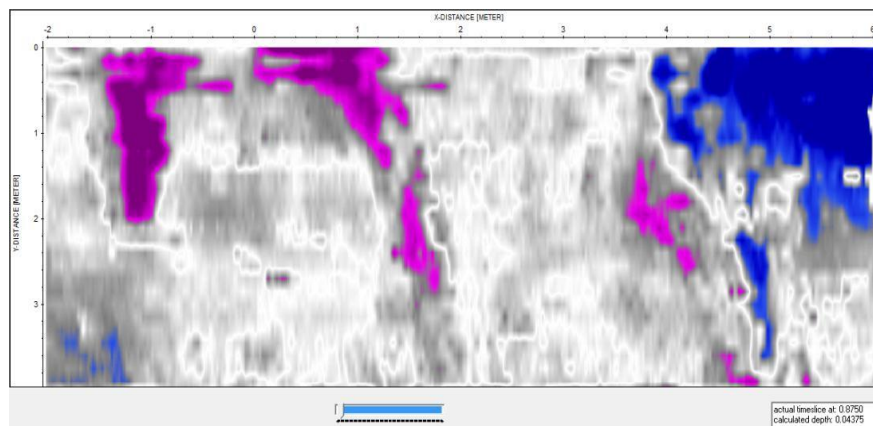 X-DISTANCE [METER]
-2 -1 0 1 2 3 4 5 6
Y-DISTANCE [METER]
0
1
2
3
actual timeslice at: 0.8750
calculated depth: 0.04375